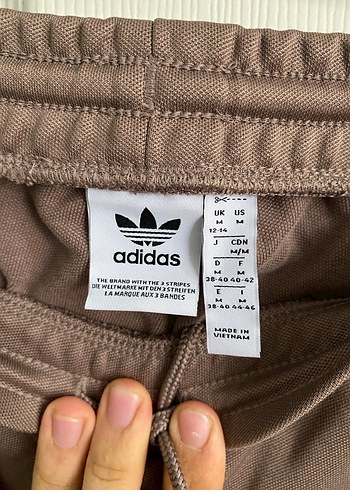 adidas
THE BRAND WITH THE 3 STRIPES
DIE WELTMARKE MIT DEN 3 STREIFEN
LA MARQUE AUX 3 BANDES
UK US
M M
12-14
J CDN
M M/M
D F
M M
38-40 40-42
E I
M M
38-40 44-46
MADE IN
VIETNAM